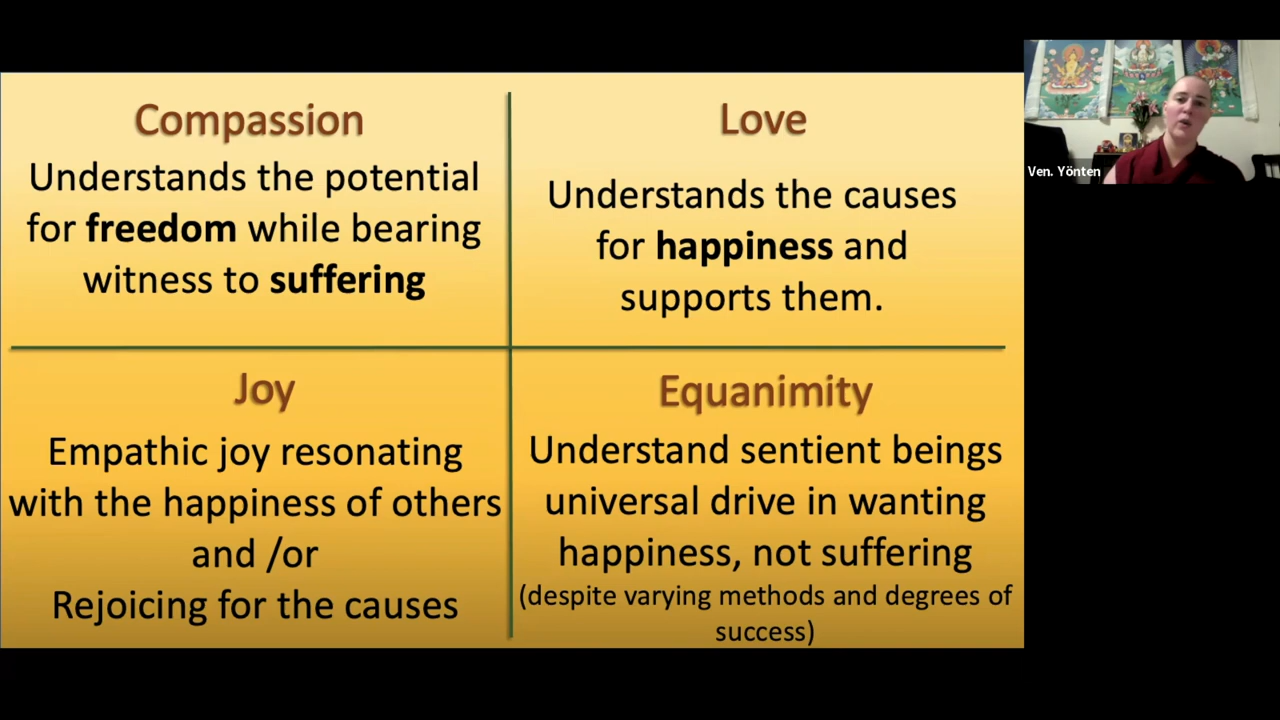 Compassion
Understands the potential
for freedom while bearing
witness to suffering
Love
Understands the causes
for happiness and
supports them.
Joy
Empathic joy resonating
with the happiness of others
and /or
Rejoicing for the causes
Equanimity
Understand sentient beings
universal drive in wanting
happiness, not suffering
(despite varying methods and degrees of
success)
Ven. Yönten